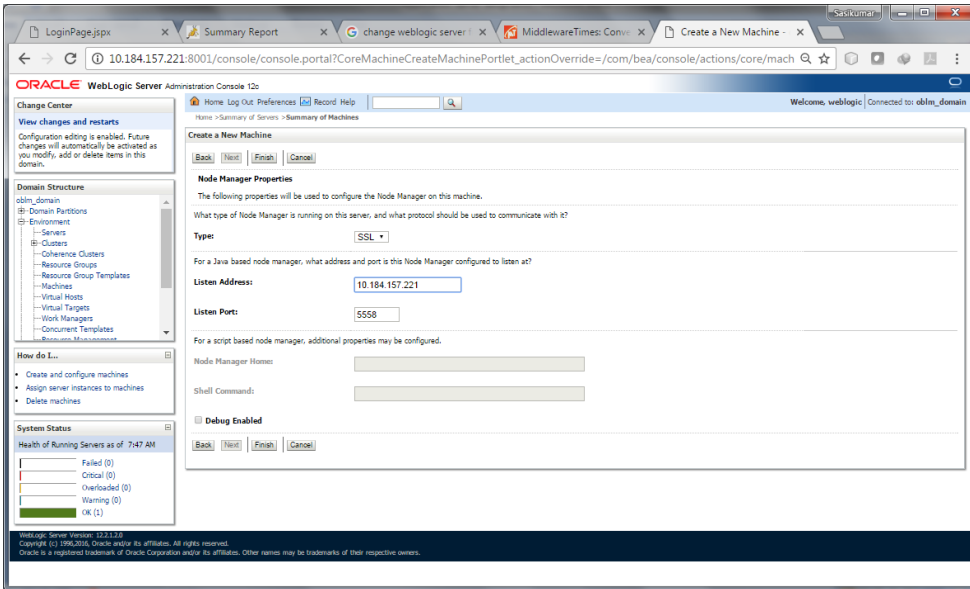 Sasikumar
LoginPage.jspx
Summary Report
change weblogic server
MiddlewareTimes: Conve
Create a New Machine -
10.184.157.221:8001/console/console.portal?CoreMachineCreateMachinePortlet_actionOverride=/com/bea/console/actions/core/mach
ORACLE WebLogic Server Administration Console 12c
Change Center
View changes and restarts
Configuration editing is enabled. Future
changes will automatically be activated as
you modify, add or delete items in this
domain.
Domain Structure
oblm_domain
Domain Partitions
Environment
Servers
Clusters
Coherence Clusters
Resource Groups
Resource Group Templates
Machines
Virtual Hosts
Virtual Targets
Work Managers
Concurrent Templates
Resource Management
How do I...
Create and configure machines
Assign server instances to machines
Delete machines
System Status
Health of Running Servers as of 7:47 AM
Failed (0)
Critical (0)
Overloaded (0)
Warning (0)
OK (1)
Home Log Out Preferences Record Help
Welcome, weblogic Connected to: oblm_domain
Home >Summary of Servers >Summary of Machines
Create a New Machine
Back Next Finish Cancel
Node Manager Properties
The following properties will be used to configure the Node Manager on this machine.
What type of Node Manager is running on this server, and what protocol should be used to communicate with it?
Type: SSL
For a Java based node manager, what address and port is this Node Manager configured to listen at?
Listen Address: 10.184.157.221
Listen Port: 5558
For a script based node manager, additional properties may be configured.
Node Manager Home:
Shell Command:
Debug Enabled
Back Next Finish Cancel
WebLogic Server Version: 12.2.1.2.0
Copyright (c) 1996,2016, Oracle and/or its affiliates. All rights reserved.
Oracle is a registered trademark of Oracle Corporation and/or its affiliates. Other names may be trademarks of their respective owners.